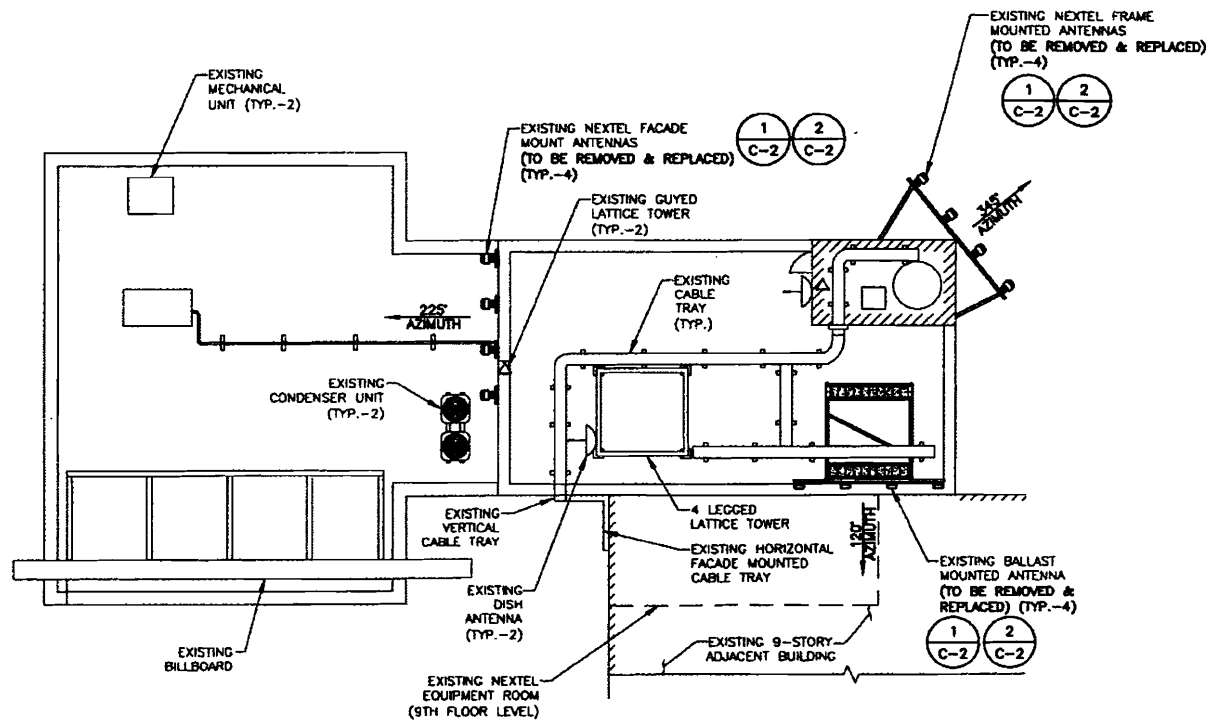 EXISTING NEXTEL FRAME
MOUNTED ANTENNAS
(TO BE REMOVED & REPLACED)
(TYP.-4)
1
C-2
2
C-2
EXISTING
MECHANICAL
UNIT (TYP.-2)
EXISTING NEXTEL FACADE
MOUNT ANTENNAS
(TO BE REMOVED & REPLACED)
(TYP.-4)
1
C-2
2
C-2
EXISTING GUYED
LATTICE TOWER
(TYP.-2)
345°
AZIMUTH
EXISTING
CABLE
TRAY
(TYP.)
225°
AZIMUTH
EXISTING
CONDENSER UNIT
(TYP.-2)
EXISTING
VERTICAL
CABLE TRAY
4 LEGGED
LATTICE TOWER
120°
AZIMUTH
EXISTING HORIZONTAL
FACADE MOUNTED
CABLE TRAY
EXISTING BALLAST
MOUNTED ANTENNA
(TO BE REMOVED &
REPLACED) (TYP.-4)
1
C-2
2
C-2
EXISTING
DISH
ANTENNA
(TYP.-2)
EXISTING
BILLBOARD
EXISTING 9-STORY
ADJACENT BUILDING
EXISTING NEXTEL
EQUIPMENT ROOM
(9TH FLOOR LEVEL)